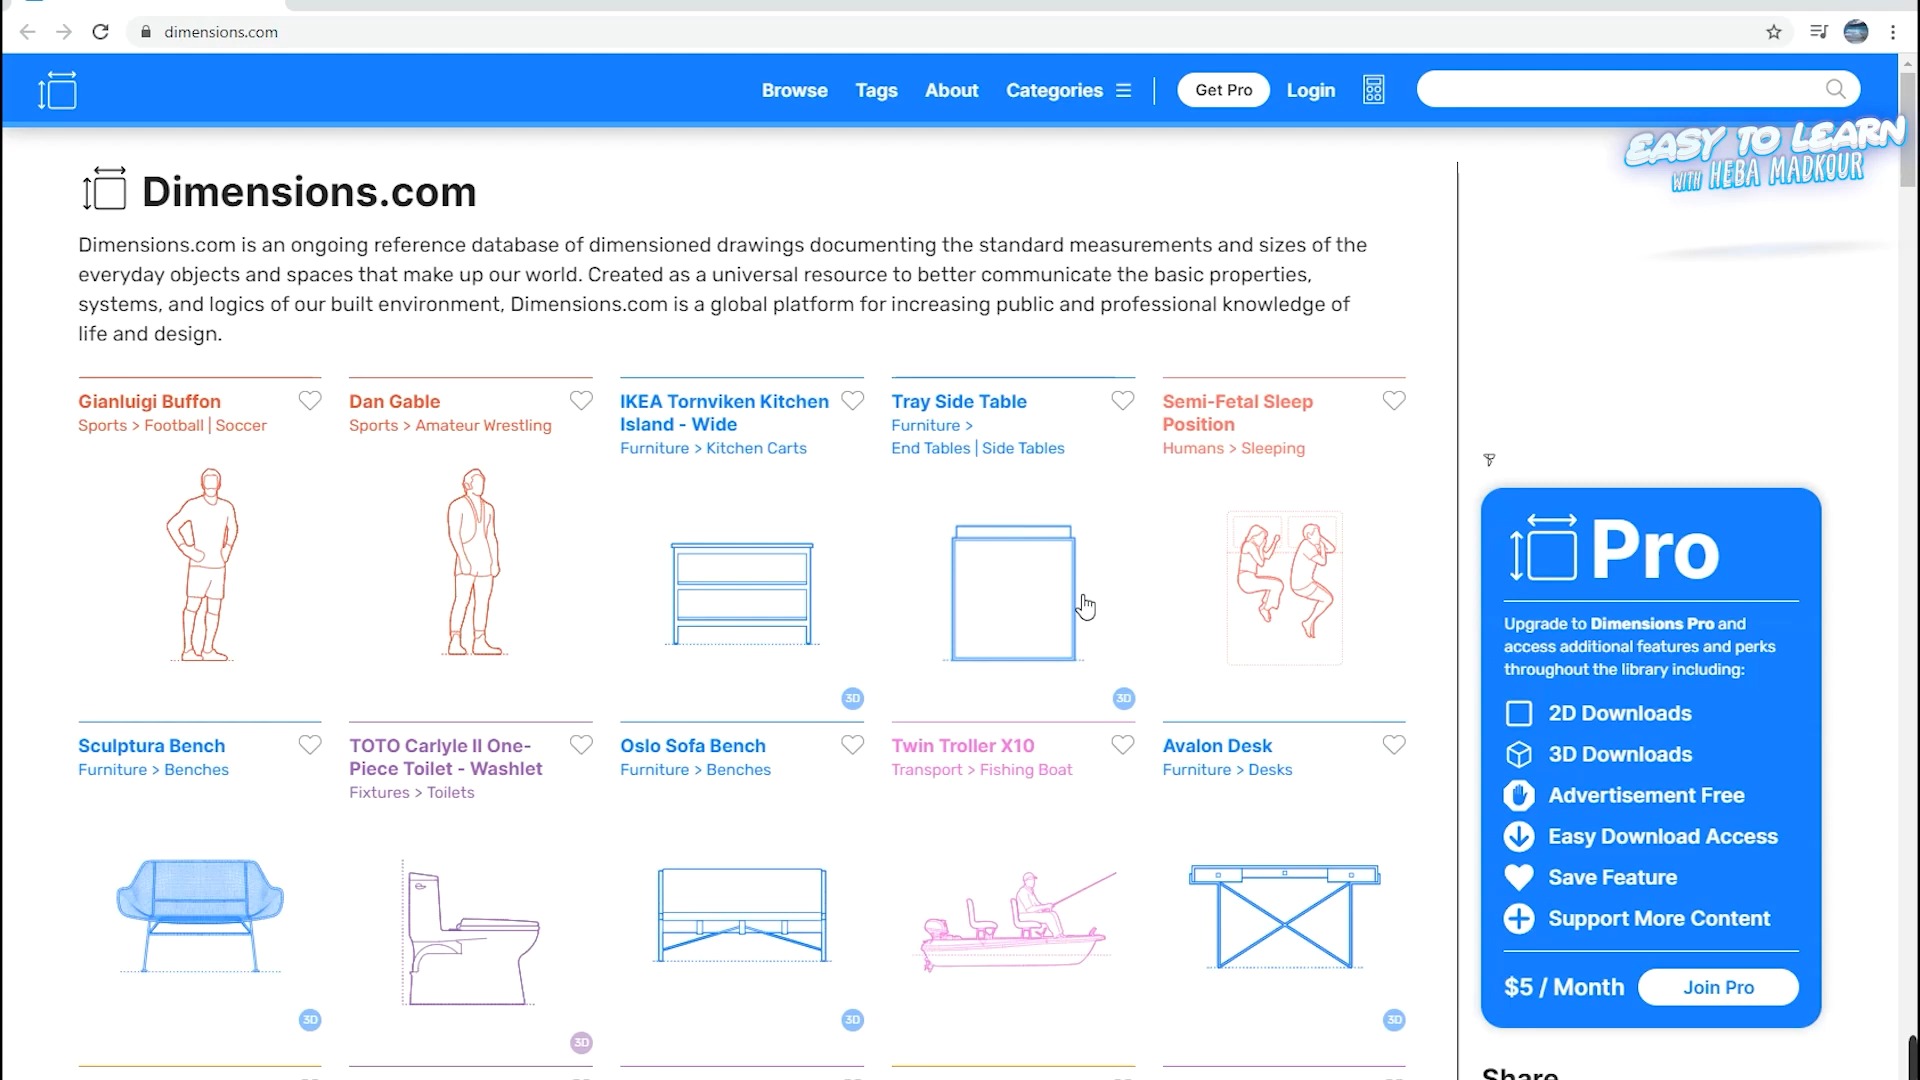 dimensions.com
Browse
Tags
About
Categories
Get Pro
Login
EASY TO LEARN
WITH HEBA MADKOUR
Dimensions.com
Dimensions.com is an ongoing reference database of dimensioned drawings documenting the standard measurements and sizes of the
everyday objects and spaces that make up our world. Created as a universal resource to better communicate the basic properties,
systems, and logics of our built environment, Dimensions.com is a global platform for increasing public and professional knowledge of
life and design.
Gianluigi Buffon
Sports > Football | Soccer
Dan Gable
Sports > Amateur Wrestling
IKEA Tornviken Kitchen
Island - Wide
Furniture > Kitchen Carts
3D
Tray Side Table
Furniture >
End Tables | Side Tables
3D
Semi-Fetal Sleep
Position
Humans > Sleeping
Sculptura Bench
Furniture > Benches
3D
TOTO Carlyle II One-
Piece Toilet - Washlet
Fixtures > Toilets
3D
Oslo Sofa Bench
Furniture > Benches
3D
Twin Troller X10
Transport > Fishing Boat
Avalon Desk
Furniture > Desks
3D
Pro
Upgrade to Dimensions Pro and
access additional features and perks
throughout the library including:
2D Downloads
3D Downloads
Advertisement Free
Easy Download Access
Save Feature
Support More Content
$5 / Month
Join Pro
Share